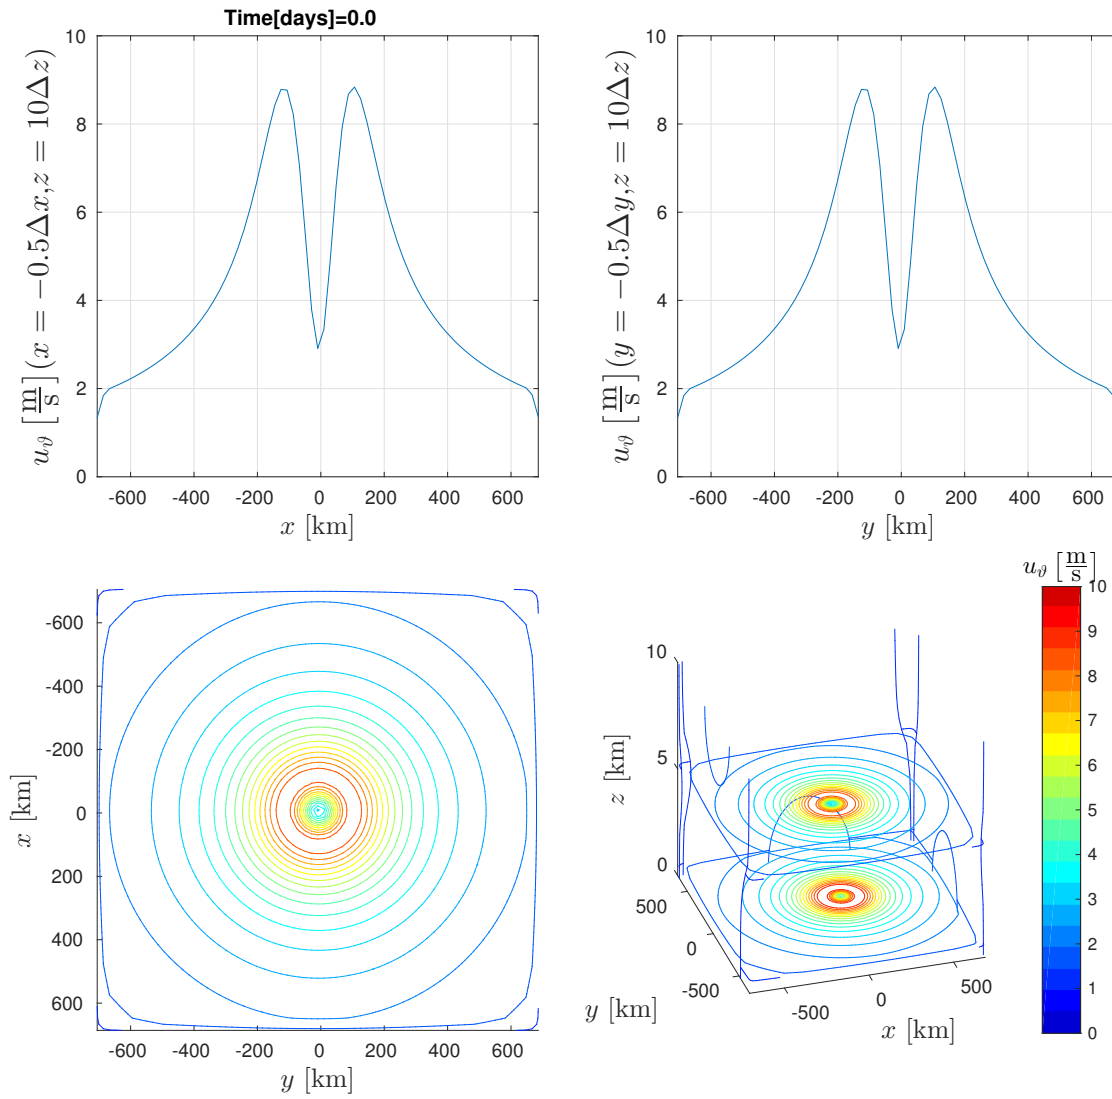 Time[days]=0.0
10
8
6
4
2
0
-600 -400 -200 0 200 400 600
x [km]
u_ϑ [m/s] (x = −0.5Δx,z = 10Δz)
10
8
6
4
2
0
-600 -400 -200 0 200 400 600
y [km]
u_ϑ [m/s] (y = −0.5Δy,z = 10Δz)
-600
-400
-200
0
200
400
600
x [km]
-600 -400 -200 0 200 400 600
y [km]
10
5
0
z [km]
500
0
-500
y [km]
-500
0
500
x [km]
u_ϑ [m/s]
10
9
8
7
6
5
4
3
2
1
0